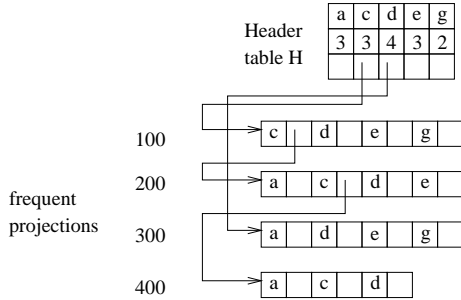 a c d e g
Header
table H
3 3 4 3 2
100
c d e g
200
a c d e
frequent
projections
300
a d e g
400
a c d